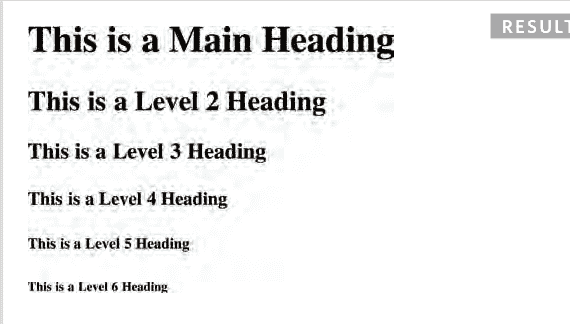 This is a Main Heading
RESULT
This is a Level 2 Heading
This is a Level 3 Heading
This is a Level 4 Heading
This is a Level 5 Heading
This is a Level 6 Heading